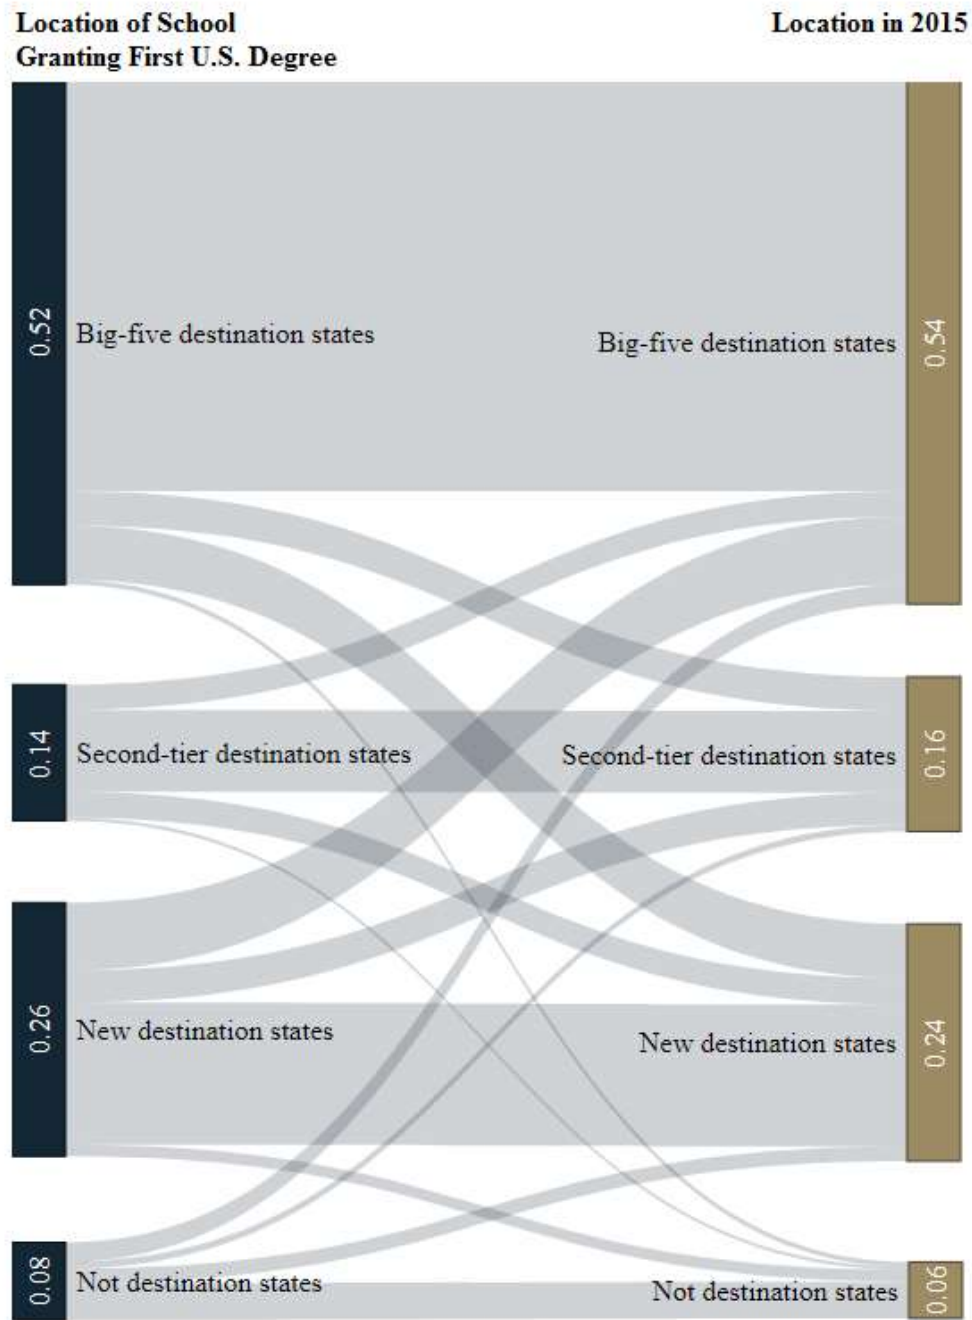 Location of School
Granting First U.S. Degree
Location in 2015
0.52
Big-five destination states
Big-five destination states
0.54
0.14
Second-tier destination states
Second-tier destination states
0.16
0.26
New destination states
New destination states
0.24
0.08
Not destination states
Not destination states
0.06